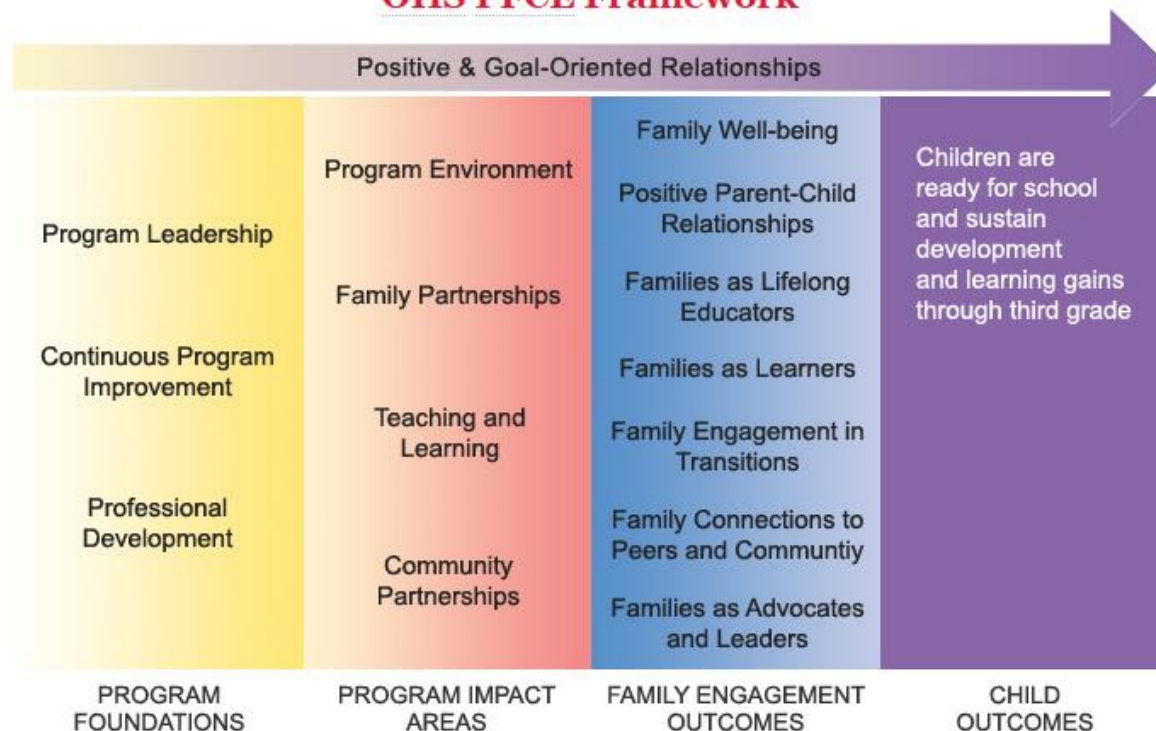 OHS PFCE Framework
Positive & Goal-Oriented Relationships
Program Leadership
Continuous Program
Improvement
Professional
Development
PROGRAM
FOUNDATIONS
Program Environment
Family Partnerships
Teaching and
Learning
Community
Partnerships
PROGRAM IMPACT
AREAS
Family Well-being
Positive Parent-Child
Relationships
Families as Lifelong
Educators
Families as Learners
Family Engagement in
Transitions
Family Connections to
Peers and Communtiy
Families as Advocates
and Leaders
FAMILY ENGAGEMENT
OUTCOMES
Children are
ready for school
and sustain
development
and learning gains
through third grade
CHILD
OUTCOMES